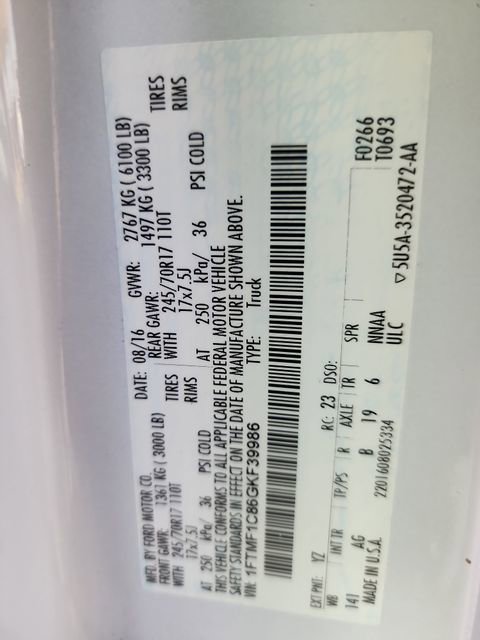 MFD. BY FORD MOTOR CO.
DATE: 08/16 GVWR: 2767 KG ( 6100 LB)
FRONT GAWR: 1361 KG ( 3000 LB) REAR GAWR: 1497 KG ( 3300 LB)
WITH 245/70R17 110T TIRES WITH 245/70R17 110T TIRES
17x7.5J RIMS 17x7.5J RIMS
AT 250 kPa/ 36 PSI COLD AT 250 kPa/ 36 PSI COLD
THIS VEHICLE CONFORMS TO ALL APPLICABLE FEDERAL MOTOR VEHICLE
SAFETY STANDARDS IN EFFECT ON THE DATE OF MANUFACTURE SHOWN ABOVE.
VIN: 1FTMF1C86GKF39986 TYPE: Truck
F0266
EXT PNT: YZ RC: 23 DSO: T0693
WB INT TR TP/PS R AXLE TR SPR
141 AG B 19 6 NNAA
MADE IN U.S.A. 2201608025334 ULC ▽5U5A-3520472-AA